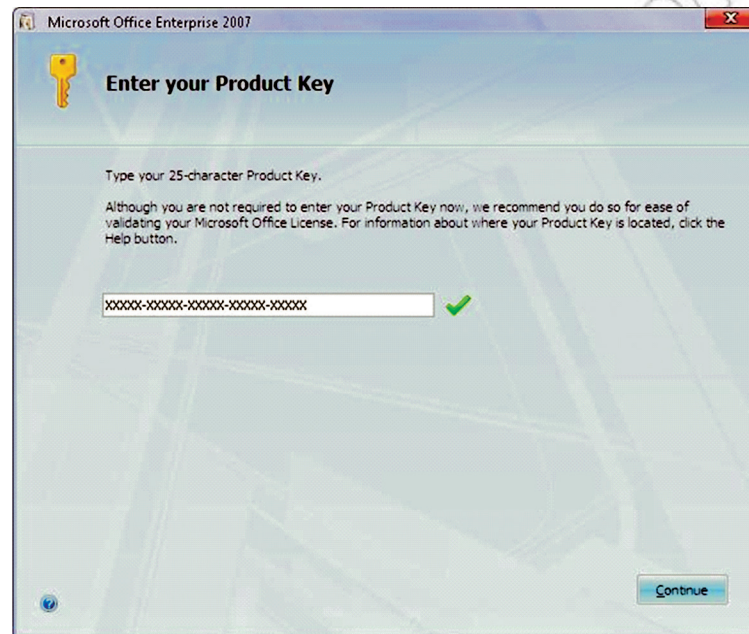 Microsoft Office Enterprise 2007
Enter your Product Key
Type your 25-character Product Key.
Although you are not required to enter your Product Key now, we recommend you do so for ease of
validating your Microsoft Office License. For information about where your Product Key is located, click the
Help button.
XXXXX-XXXXX-XXXXX-XXXXX-XXXXX
Continue